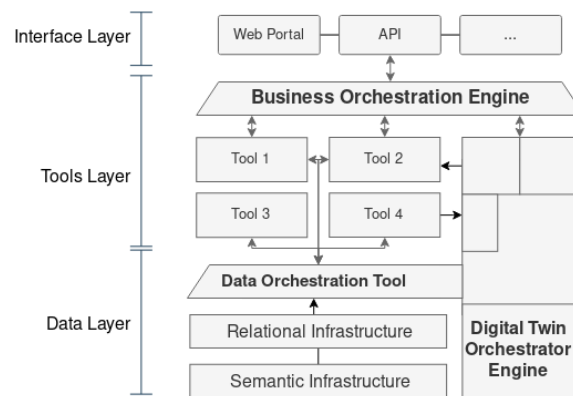 Interface Layer
Web Portal
API
...
Business Orchestration Engine
Tools Layer
Tool 1
Tool 2
Tool 3
Tool 4
Data Orchestration Tool
Data Layer
Relational Infrastructure
Semantic Infrastructure
Digital Twin
Orchestrator
Engine